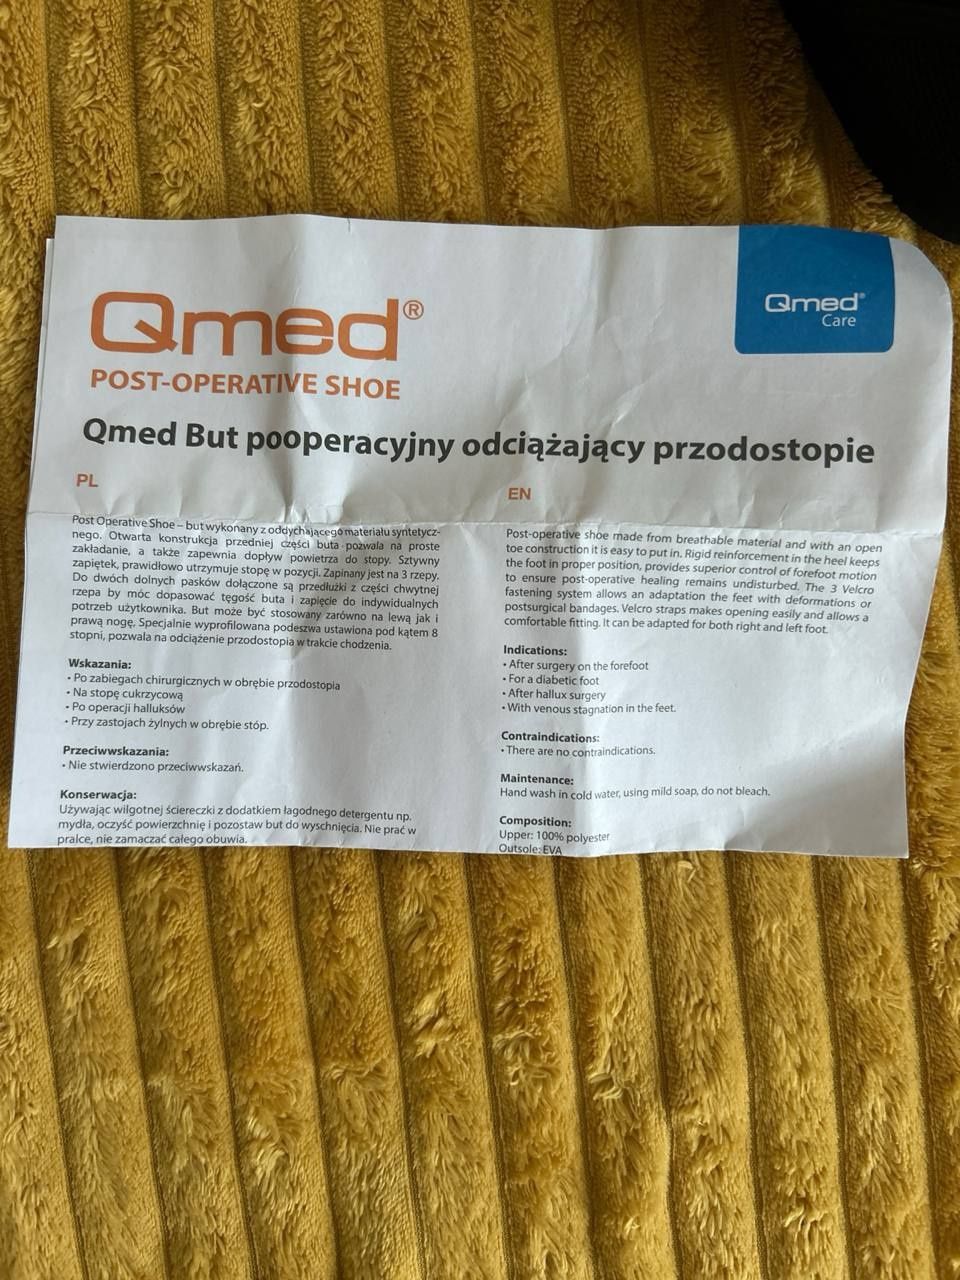 Qmed®
POST-OPERATIVE SHOE
Qmed®
Care
Qmed But pooperacyjny odciążający przodostopie
PL
Post Operative Shoe – but wykonany z oddychającego materiału syntetycz-
nego. Otwarta konstrukcja przedniej części buta pozwala na proste
zakładanie, a także zapewnia dopływ powietrza do stopy. Sztywny
zapiętek, prawidłowo utrzymuje stopę w pozycji. Zapinany jest na 3 rzepy.
Do dwóch dolnych pasków dołączone są przedłużki z części chwytnej
rzepa by móc dopasować tęgość buta i zapięcie do indywidualnych
potrzeb użytkownika. But może być stosowany zarówno na lewą jak i
prawą nogę. Specjalnie wyprofilowana podeszwa ustawiona pod kątem 8
stopni, pozwala na odciążenie przodostopia w trakcie chodzenia.
Wskazania:
• Po zabiegach chirurgicznych w obrębie przodostopia
• Na stopę cukrzycową
• Po operacji halluksów
• Przy zastojach żylnych w obrębie stóp.
Przeciwwskazania:
• Nie stwierdzono przeciwwskazań.
Konserwacja:
Używając wilgotnej ściereczki z dodatkiem łagodnego detergentu np.
mydła, oczyść powierzchnię i pozostaw but do wyschnięcia. Nie prać w
pralce, nie zamaczać całego obuwia.
EN
Post-operative shoe made from breathable material and with an open
toe construction it is easy to put in. Rigid reinforcement in the heel keeps
the foot in proper position, provides superior control of forefoot motion
to ensure post-operative healing remains undisturbed. The 3 Velcro
fastening system allows an adaptation the feet with deformations or
postsurgical bandages. Velcro straps makes opening easily and allows a
comfortable fitting. It can be adapted for both right and left foot.
Indications:
• After surgery on the forefoot
• For a diabetic foot
• After hallux surgery
• With venous stagnation in the feet.
Contraindications:
• There are no contraindications.
Maintenance:
Hand wash in cold water, using mild soap, do not bleach.
Composition:
Upper: 100% polyester
Outsole: EVA